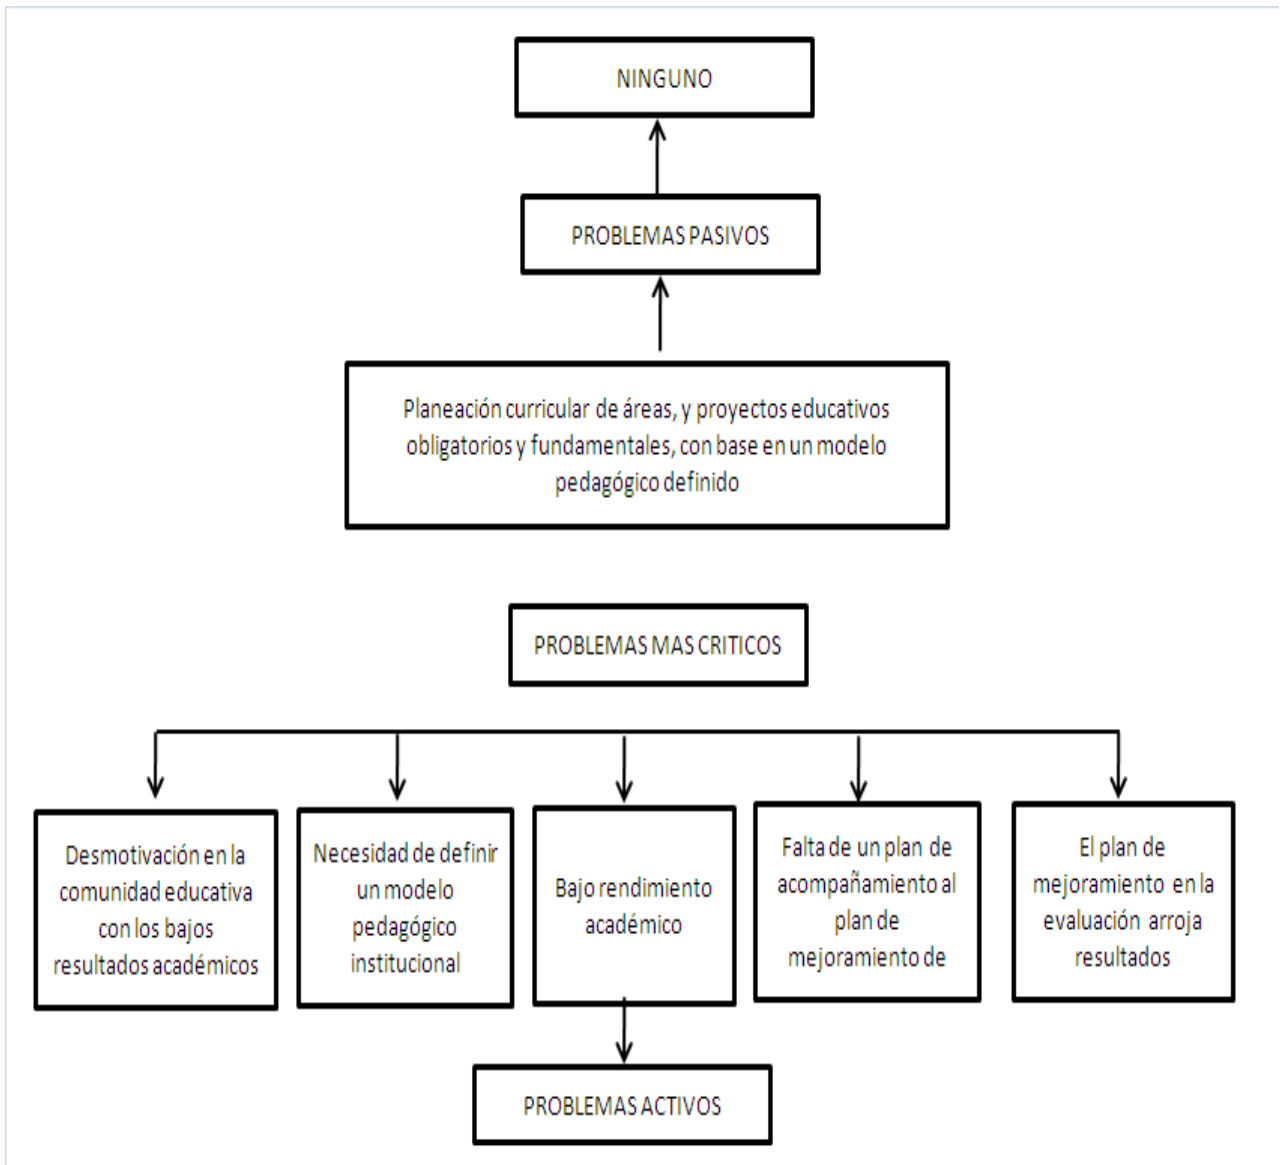 NINGUNO
PROBLEMAS PASIVOS
Planeación curricular de áreas, y proyectos educativos
obligatorios y fundamentales, con base en un modelo
pedagógico definido
PROBLEMAS MAS CRITICOS
Desmotivación en la
comunidad educativa
con los bajos
resultados académicos
Necesidad de definir
un modelo
pedagógico
institucional
Bajo rendimiento
académico
Falta de un plan de
acompañamiento al
plan de
mejoramiento de
El plan de
mejoramiento en la
evaluación arroja
resultados
PROBLEMAS ACTIVOS